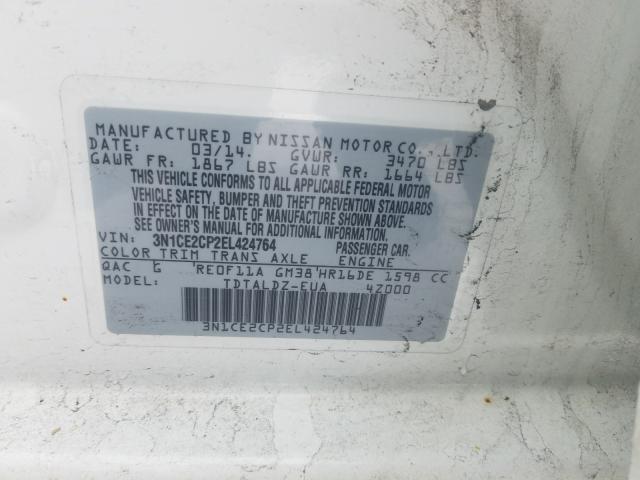 MANUFACTURED BY NISSAN MOTOR CO., LTD.
DATE: 03/14. GVWR: 3470 LBS
GAWR FR: 1867 LBS GAWR RR: 1664 LBS
THIS VEHICLE CONFORMS TO ALL APPLICABLE FEDERAL MOTOR
VEHICLE SAFETY, BUMPER AND THEFT PREVENTION STANDARDS
IN EFFECT ON THE DATE OF MANUFACTURE SHOWN ABOVE.
SEE OWNER'S MANUAL FOR ADDITIONAL INFORMATION.
VIN: 3N1CE2CP2EL424764 PASSENGER CAR.
COLOR TRIM TRANS AXLE ENGINE
QAC G RE0F11A GM38 HR16DE 1598 CC
MODEL: TDTALDZ-EUA 4Z000
3N1CE2CP2EL424764